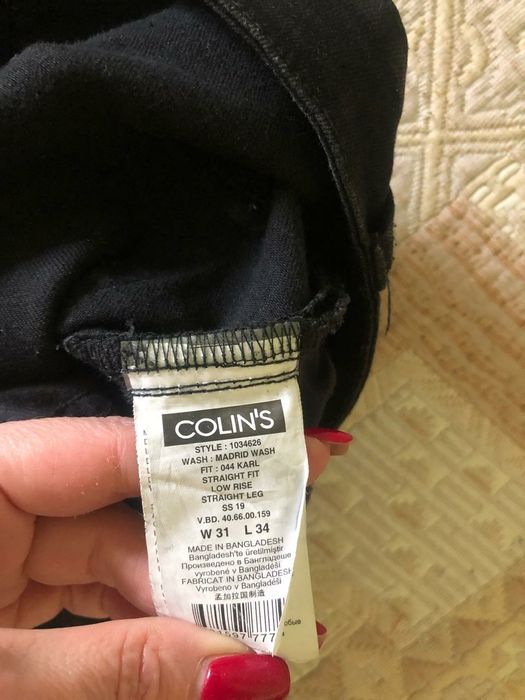 COLIN'S
STYLE : 1034626
WASH : MADRID WASH
FIT : 044 KARL
STRAIGHT FIT
LOW RISE
STRAIGHT LEG
SS 19
V.BD. 40.66.00.159
W 31 L 34
MADE IN BANGLADESH
Bangladesh'te üretilmiştir
Произведено в Бангладеше
vyrobené v Bangladéši
FABRICAT IN BANGLADESH
Vyrobeno v Bangladéši
孟加拉国制造